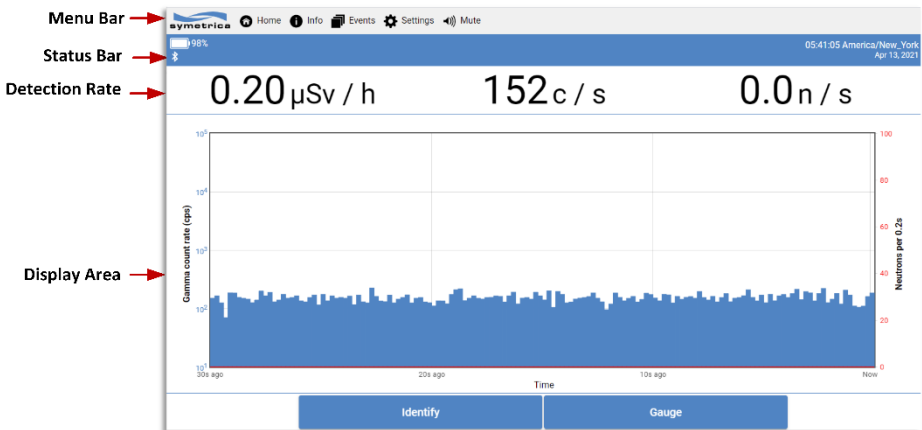 Menu Bar
symetrica Home Info Events Settings Mute
Status Bar
98%
05:41:05 America/New_York
Apr 13, 2021
Detection Rate
0.20 µSv / h 152 c / s 0.0 n / s
Display Area
Gamma count rate (cps)
10⁵
10⁴
10³
10²
10¹
Neutrons per 0.2s
100
80
60
40
20
0
30s ago 20s ago 10s ago Now
Time
Identify Gauge